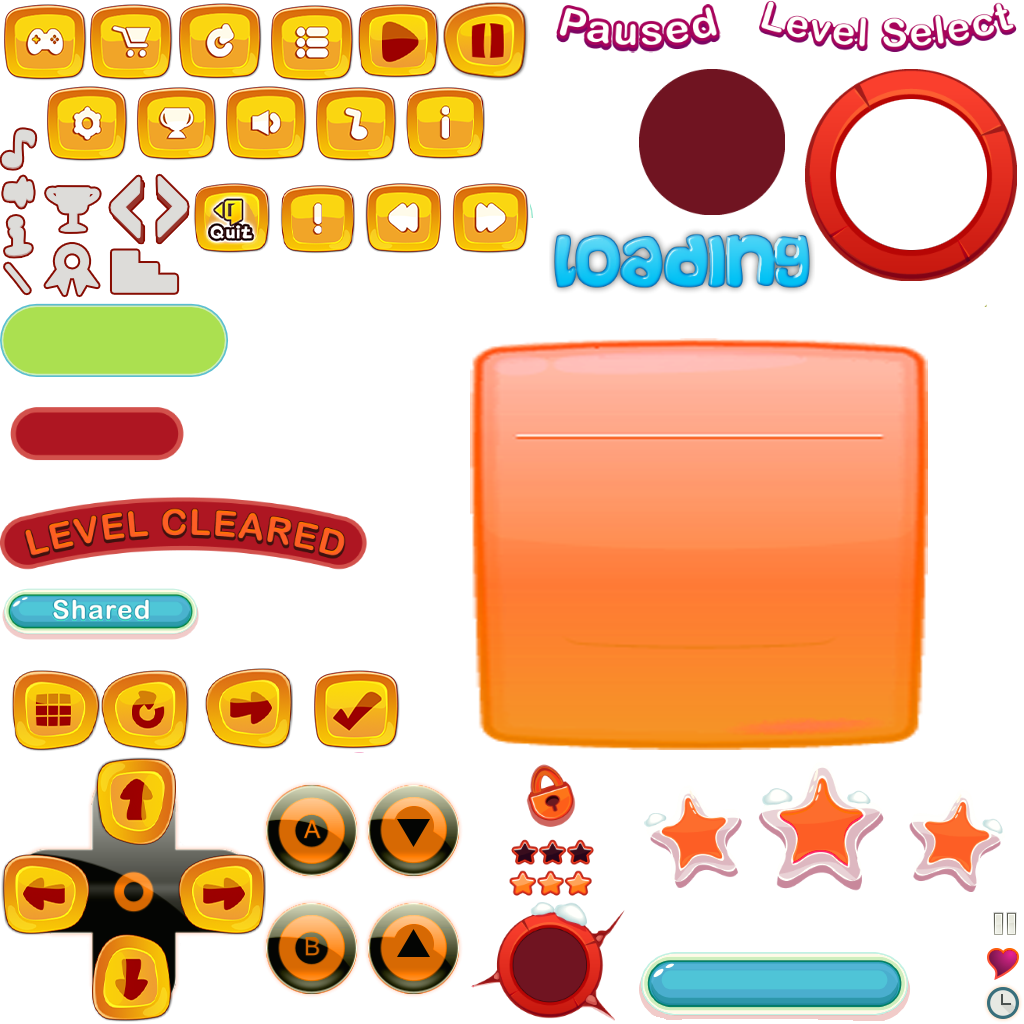 Paused
Level Select
Quit
loading
LEVEL CLEARED
Shared
A
B